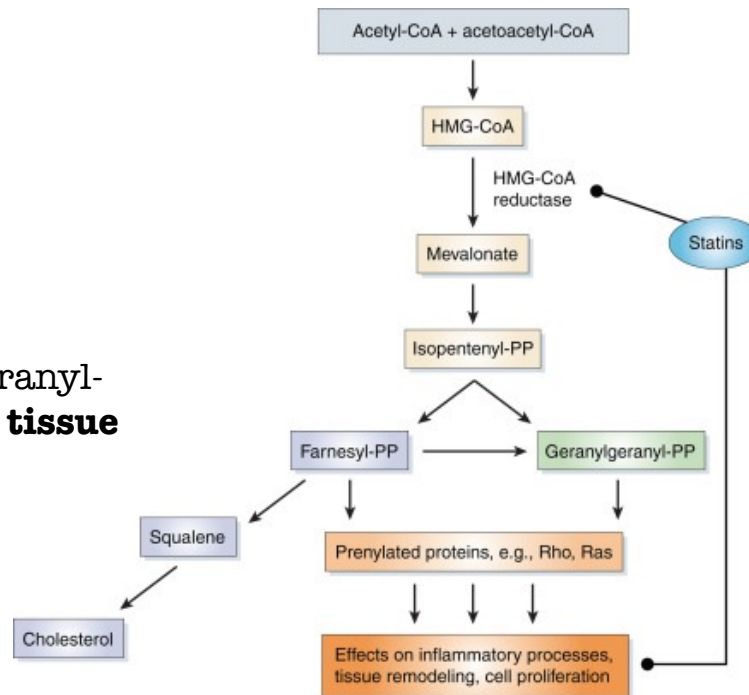 Acetyl-CoA + acetoacetyl-CoA
HMG-CoA
HMG-CoA
reductase
Statins
Mevalonate
Isopentenyl-PP
ranyl-
tissue
Farnesyl-PP
Geranylgeranyl-PP
Squalene
Prenylated proteins, e.g., Rho, Ras
Cholesterol
Effects on inflammatory processes,
tissue remodeling, cell proliferation